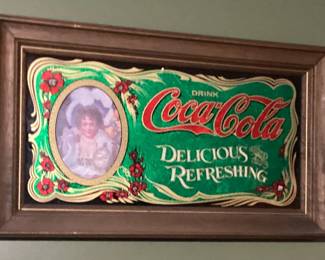 DRINK
Coca-Cola
DELICIOUS
REFRESHING